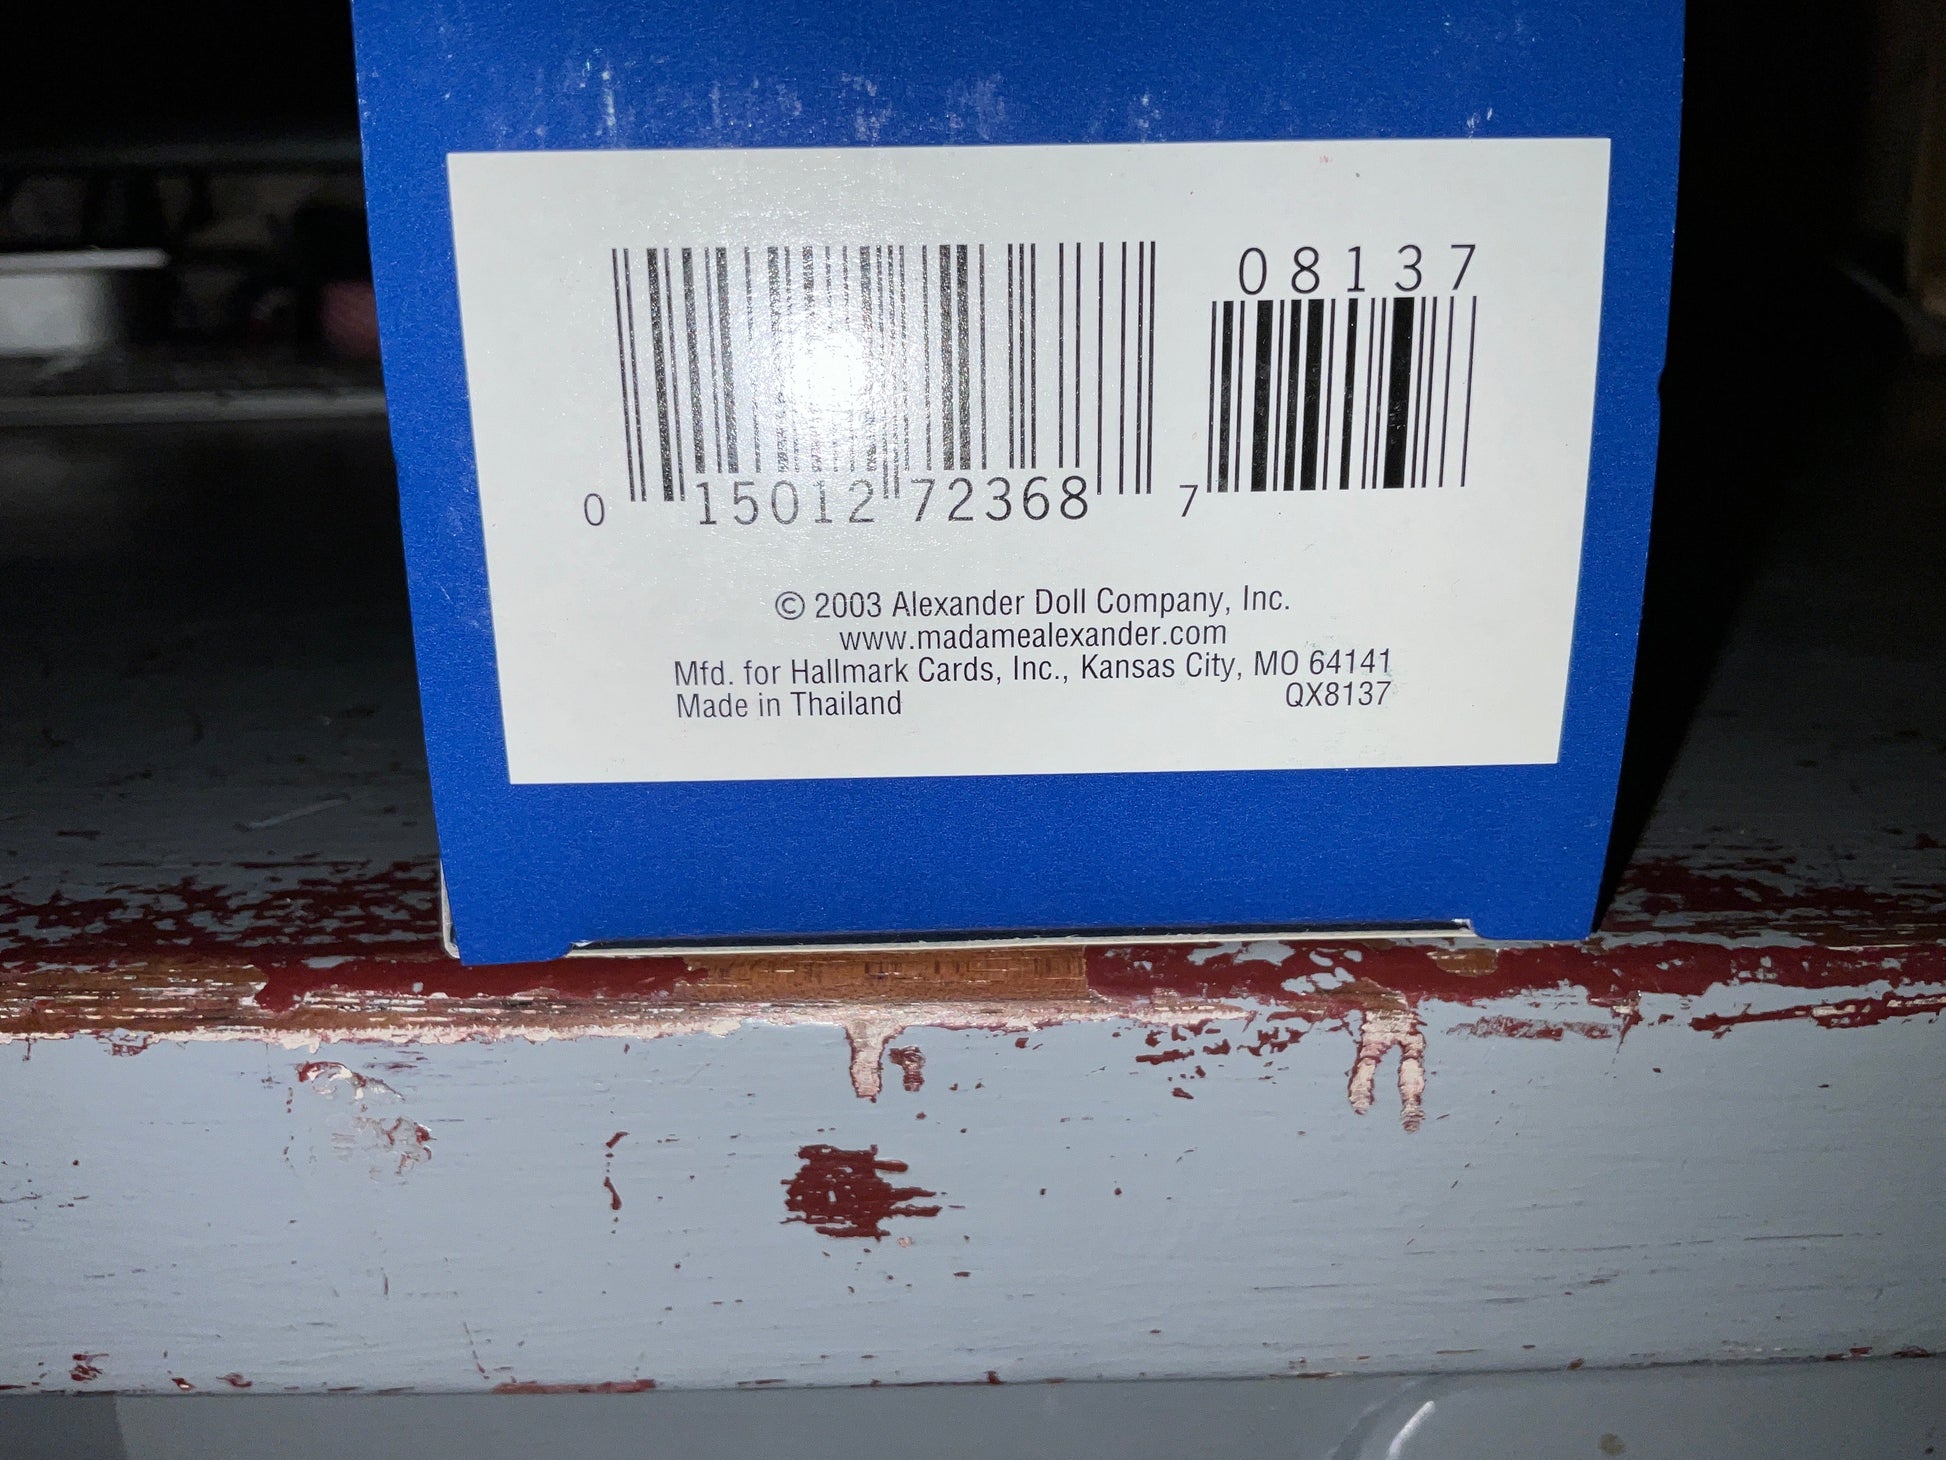 08137
0 15012 72368 7
© 2003 Alexander Doll Company, Inc.
www.madamealexander.com
Mfd. for Hallmark Cards, Inc., Kansas City, MO 64141
Made in Thailand QX8137